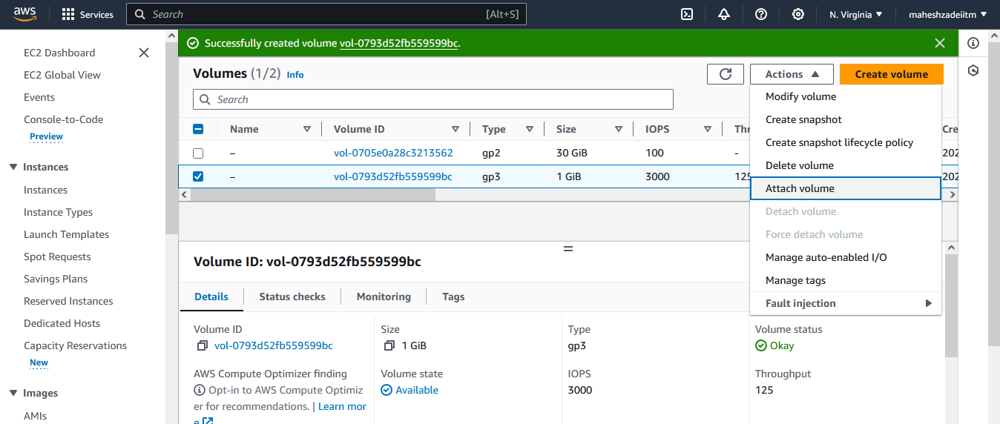 aws
Services
Search
[Alt+S]
N. Virginia
maheshzadeiitm
EC2 Dashboard
EC2 Global View
Events
Console-to-Code
Preview
Instances
Instances
Instance Types
Launch Templates
Spot Requests
Savings Plans
Reserved Instances
Dedicated Hosts
Capacity Reservations
New
Images
AMIs
Successfully created volume vol-0793d52fb559599bc.
Volumes (1/2) Info
Actions
Create volume
Search
Name Volume ID Type Size IOPS Thr Cre
– vol-0705e0a28c3213562 gp2 30 GiB 100 - 202
– vol-0793d52fb559599bc gp3 1 GiB 3000 125 202
Modify volume
Create snapshot
Create snapshot lifecycle policy
Delete volume
Attach volume
Detach volume
Force detach volume
Manage auto-enabled I/O
Manage tags
Fault injection
Volume ID: vol-0793d52fb559599bc
Details Status checks Monitoring Tags
Volume ID
vol-0793d52fb559599bc
Size
1 GiB
Type
gp3
Volume status
Okay
AWS Compute Optimizer finding
Opt-in to AWS Compute Optimiz
er for recommendations. | Learn mor
e
Volume state
Available
IOPS
3000
Throughput
125